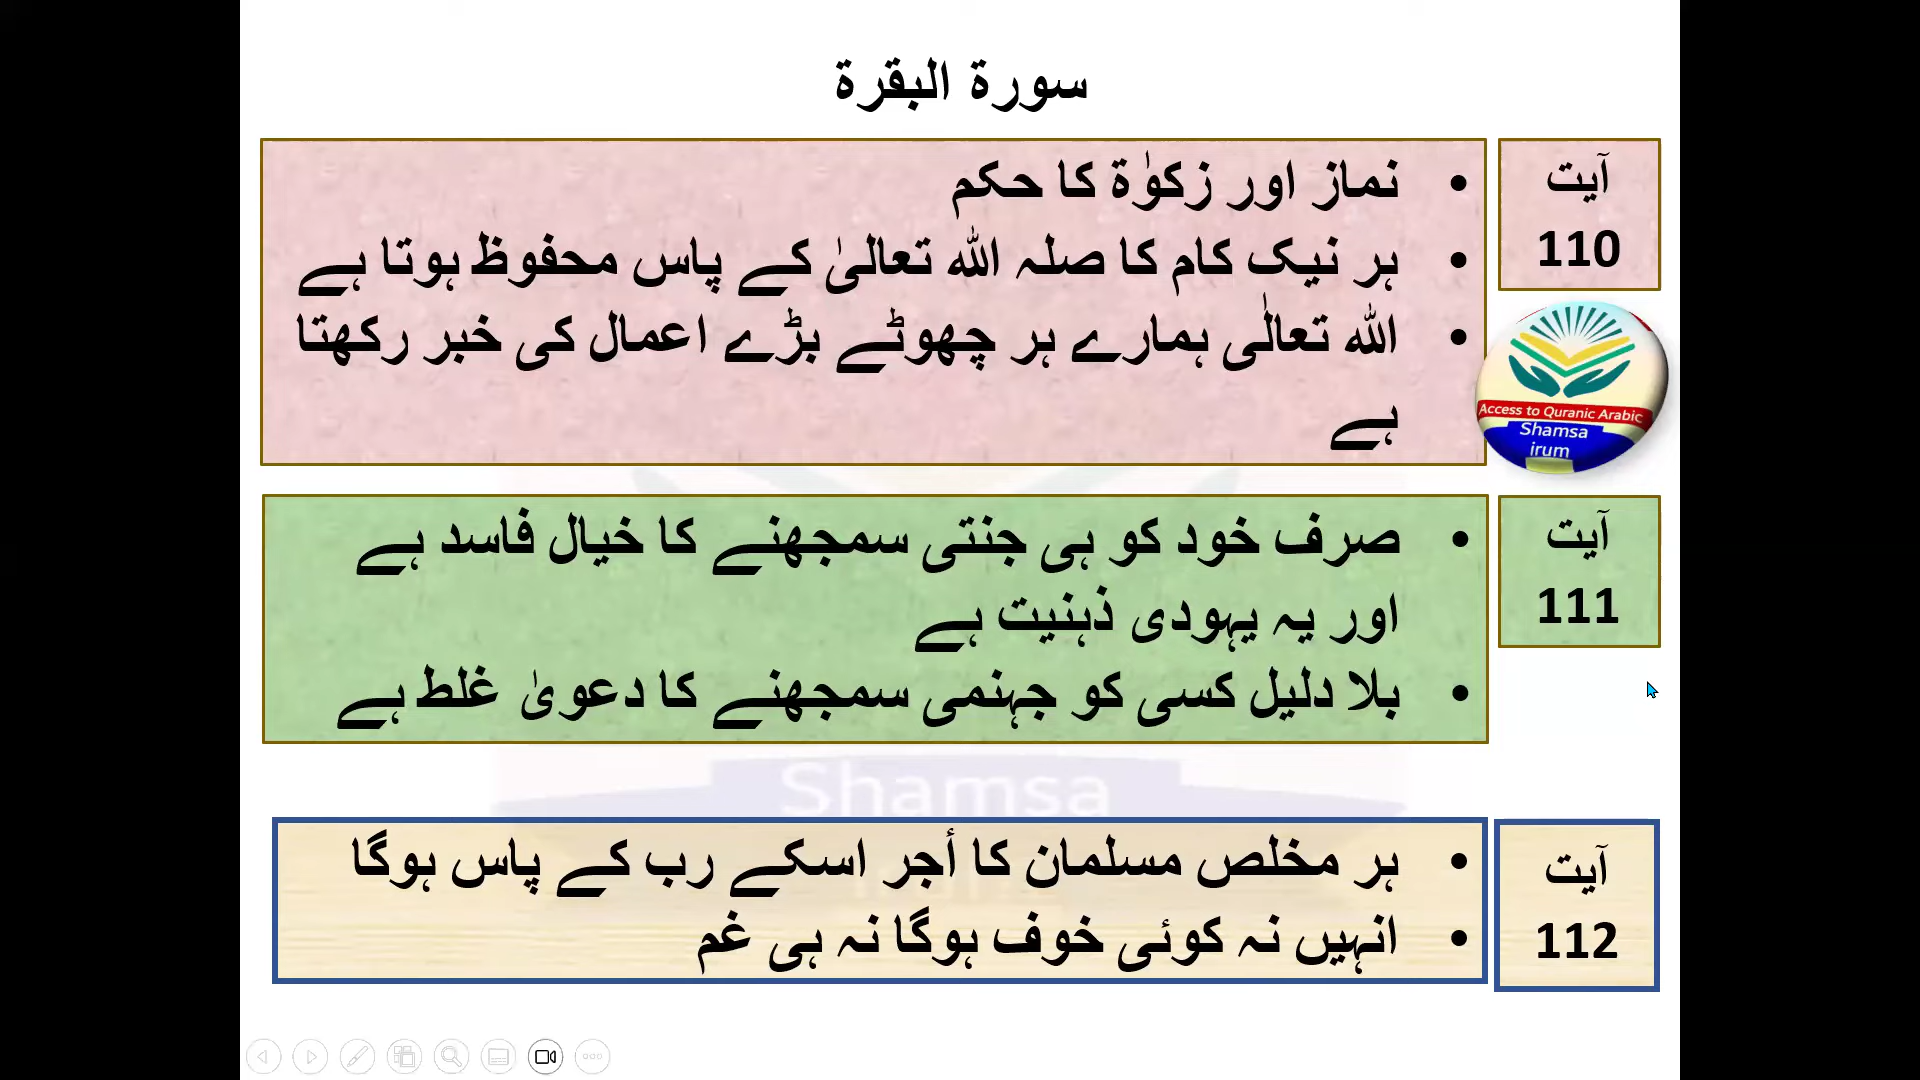 سورة البقرة
آیت
110
• نماز اور زکوٰۃ کا حکم
• ہر نیک کام کا صلہ اللہ تعالیٰ کے پاس محفوظ ہوتا ہے
• اللہ تعالٰی ہمارے ہر چھوٹے بڑے اعمال کی خبر رکھتا
ہے
Access to Quranic Arabic
Shamsa
irum
آیت
111
• صرف خود کو ہی جنتی سمجھنے کا خیال فاسد ہے
اور یہ یہودی ذہنیت ہے
• بلا دلیل کسی کو جہنمی سمجھنے کا دعویٰ غلط ہے
Shamsa
آیت
112
• ہر مخلص مسلمان کا أجر اسکے رب کے پاس ہوگا
• انہیں نہ کوئی خوف ہوگا نہ ہی غم